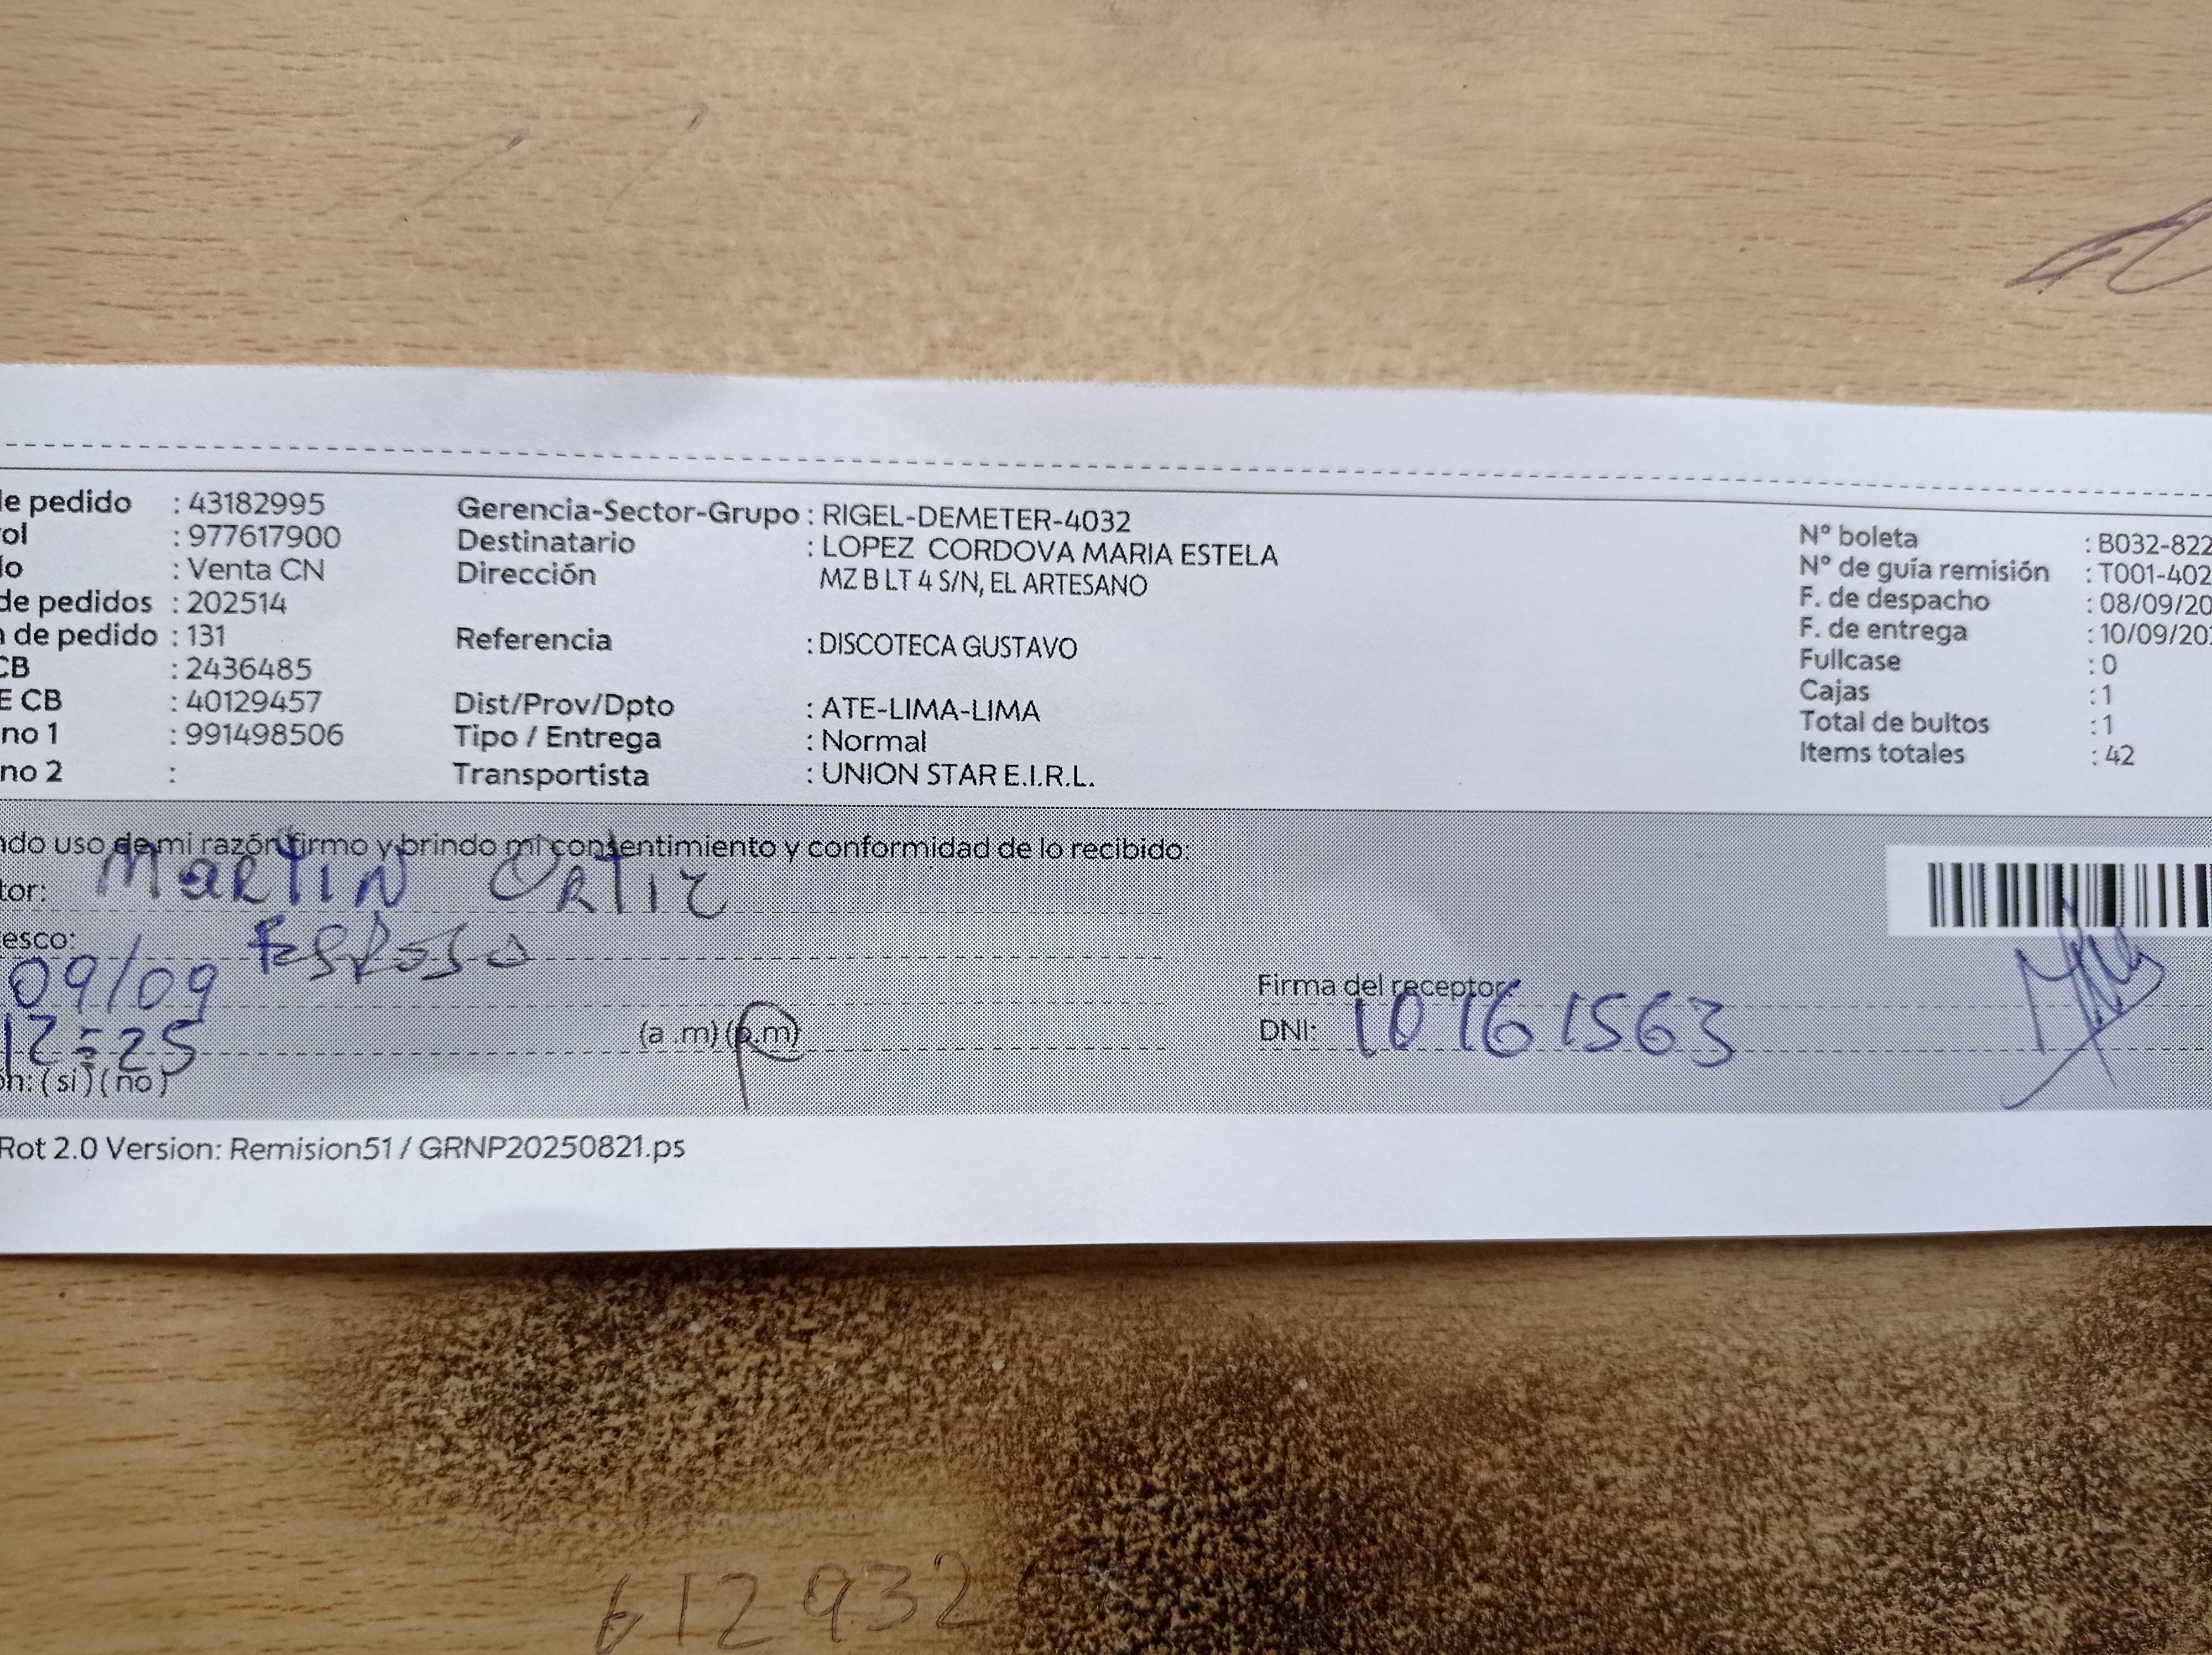 le pedido : 43182995
ol : 977617900
lo : Venta CN
de pedidos : 202514
n de pedido : 131
CB : 2436485
E CB : 40129457
no 1 : 991498506
no 2 :
Gerencia-Sector-Grupo : RIGEL-DEMETER-4032
Destinatario : LOPEZ CORDOVA MARIA ESTELA
Dirección MZ B LT 4 S/N, EL ARTESANO
Referencia : DISCOTECA GUSTAVO
Dist/Prov/Dpto : ATE-LIMA-LIMA
Tipo / Entrega : Normal
Transportista : UNION STAR E.I.R.L.
Nº boleta : B032-822
Nº de guía remisión : T001-402
F. de despacho : 08/09/20
F. de entrega : 10/09/20
Fullcase : 0
Cajas : 1
Total de bultos : 1
Items totales : 42
ndo uso de mi razón firmo y brindo mi consentimiento y conformidad de lo recibido:
tor: MARTIN ORTIZ
esco: ESPOSO
09/09
12:25 (a .m) (p.m)
ón: (si) (no)
Firma del receptor:
DNI: 10161563
Rot 2.0 Version: Remision51 / GRNP20250821.ps
612932